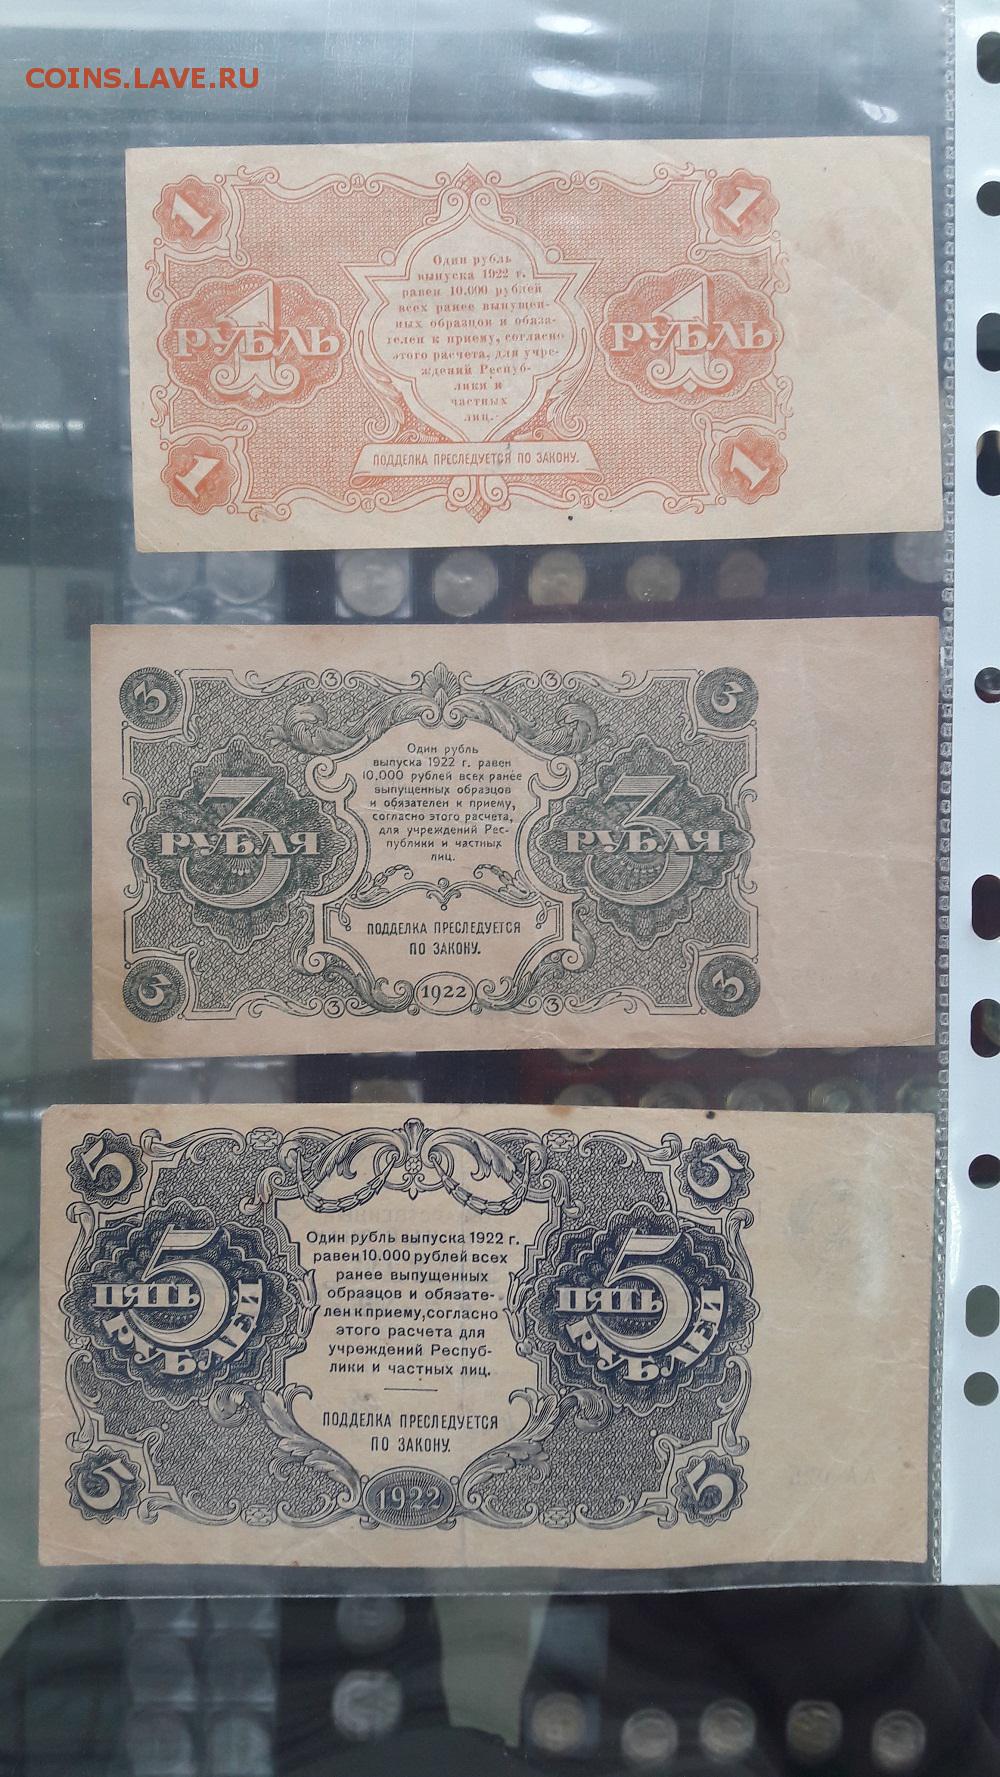 COINS.LAVE.RU
1 1
Один рубль
выпуска 1922 г.
равен 10.000 рублей
всех ранее выпущен-
ных образцов и обяза-
телен к приему, согласно
этого расчета, для учре-
ждений Респуб-
лики и
частных
лиц.
1 РУБЛЬ 1 РУБЛЬ
ПОДДЕЛКА ПРЕСЛЕДУЕТСЯ ПО ЗАКОНУ.
1 1
3 3 3 3
Один рубль
выпуска 1922 г. равен
10.000 рублей всех ранее
выпущенных образцов
и обязателен к приему,
согласно этого расчета,
для учреждений Рес-
публики и частных
лиц.
3 РУБЛЯ 3 РУБЛЯ
ПОДДЕЛКА ПРЕСЛЕДУЕТСЯ
ПО ЗАКОНУ.
3 3 1922 3 3
5 5
Один рубль выпуска 1922 г.
равен 10.000 рублей всех
ранее выпущенных
образцов и обязате-
лен к приему, согласно
этого расчета для
учреждений Респуб-
лики и частных лиц.
5 ПЯТЬ РУБЛЕЙ 5 ПЯТЬ РУБЛЕЙ
ПОДДЕЛКА ПРЕСЛЕДУЕТСЯ
ПО ЗАКОНУ.
5 1922 5